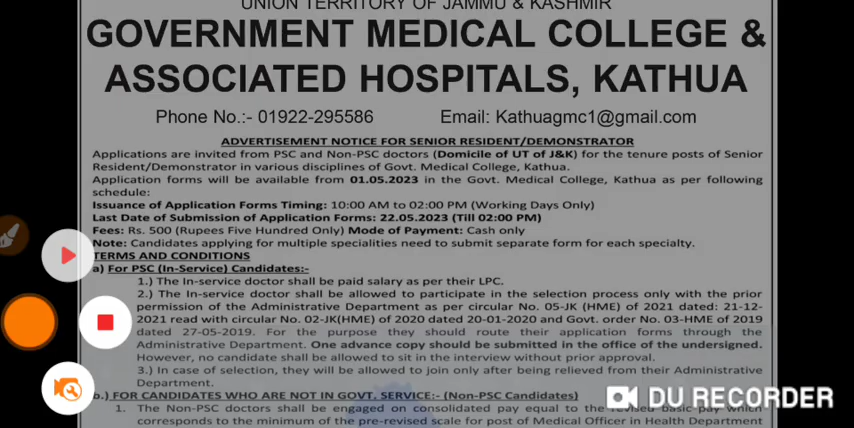 UNION TERRITORY OF JAMMU & KASHMIR
GOVERNMENT MEDICAL COLLEGE &
ASSOCIATED HOSPITALS, KATHUA
Phone No.:- 01922-295586 Email: Kathuagmc1@gmail.com
ADVERTISEMENT NOTICE FOR SENIOR RESIDENT/DEMONSTRATOR
Applications are invited from PSC and Non-PSC doctors (Domicile of UT of J&K) for the tenure posts of Senior
Resident/Demonstrator in various disciplines of Govt. Medical College, Kathua.
Application forms will be available from 01.05.2023 in the Govt. Medical College, Kathua as per following
schedule:
Issuance of Application Forms Timing: 10:00 AM to 02:00 PM (Working Days Only)
Last Date of Submission of Application Forms: 22.05.2023 (Till 02:00 PM)
Fees: Rs. 500 (Rupees Five Hundred Only) Mode of Payment: Cash only
Note: Candidates applying for multiple specialities need to submit separate form for each specialty.
TERMS AND CONDITIONS
a) For PSC (In-Service) Candidates:-
1.) The In-service doctor shall be paid salary as per their LPC.
2.) The In-service doctor shall be allowed to participate in the selection process only with the prior
permission of the Administrative Department as per circular No. 05-JK (HME) of 2021 dated: 21-12-
2021 read with circular No. 02-JK(HME) of 2020 dated 20-01-2020 and Govt. order No. 03-HME of 2019
dated 27-05-2019. For the purpose they should route their application forms through the
Administrative Department. One advance copy should be submitted in the office of the undersigned.
However, no candidate shall be allowed to sit in the interview without prior approval.
3.) In case of selection, they will be allowed to join only after being relieved from their Administrative
Department.
b.) FOR CANDIDATES WHO ARE NOT IN GOVT. SERVICE:- (Non-PSC Candidates)
1. The Non-PSC doctors shall be engaged on consolidated pay equal to the revised basic pay which
corresponds to the minimum of the pre-revised scale for post of Medical Officer in Health Department
DU RECORDER